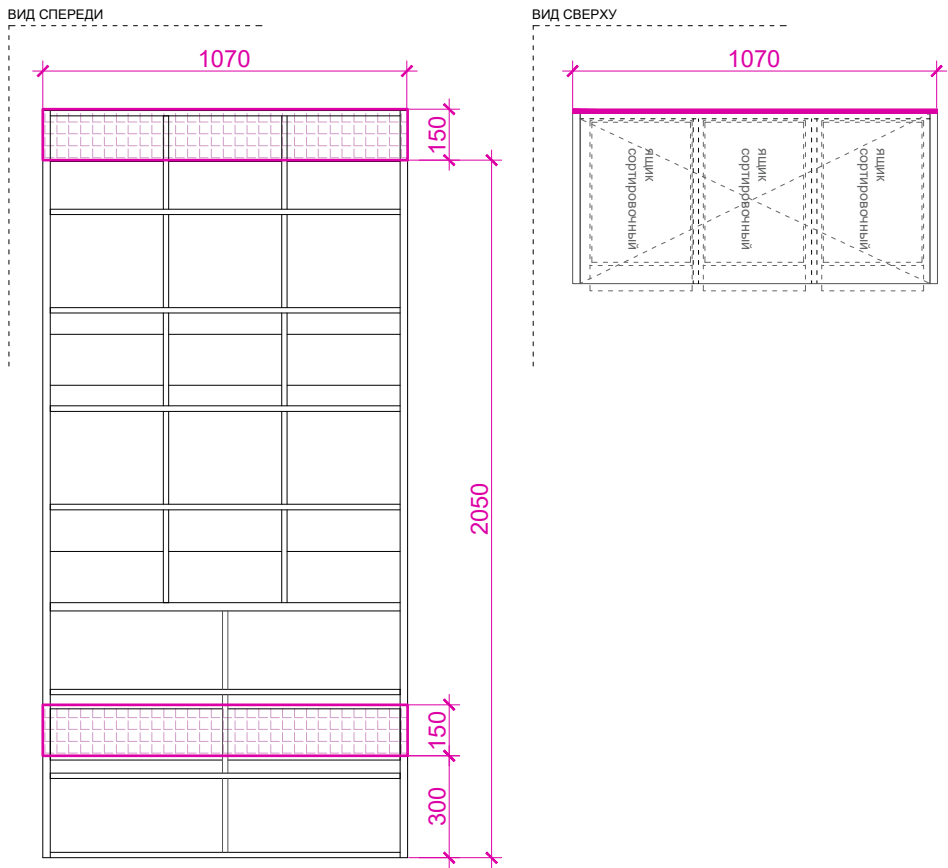 ВИД СПЕРЕДИ
1070
150
2050
150
300
ВИД СВЕРХУ
1070
ящик
сортировочный
ящик
сортировочный
ящик
сортировочный